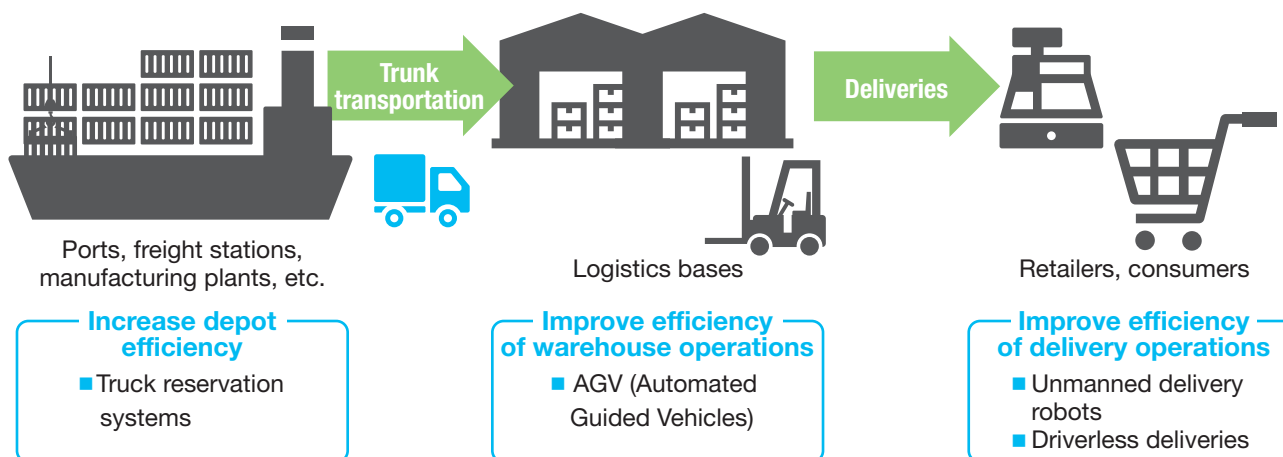 Trunk
transportation
Deliveries
Ports, freight stations,
manufacturing plants, etc.
Logistics bases
Retailers, consumers
Increase depot
efficiency
■ Truck reservation
systems
Improve efficiency
of warehouse operations
■ AGV (Automated
Guided Vehicles)
Improve efficiency
of delivery operations
■ Unmanned delivery
robots
■ Driverless deliveries